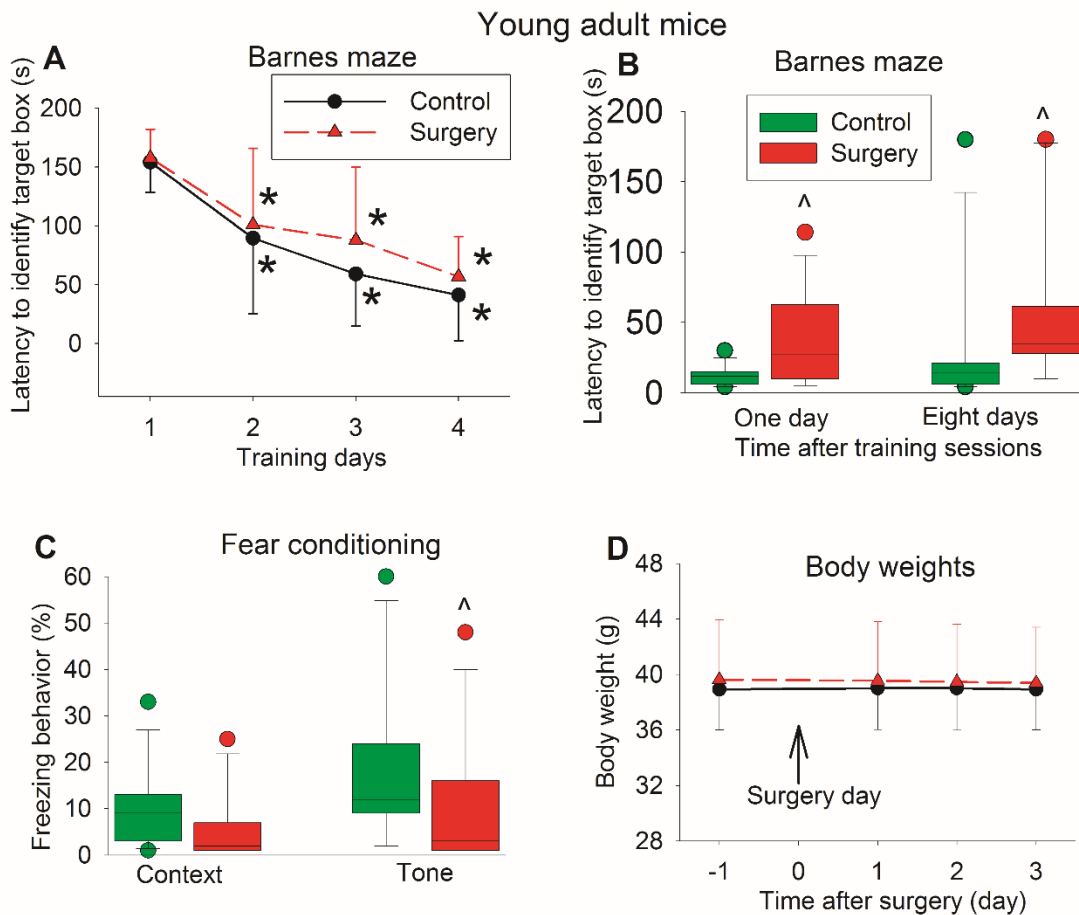 Young adult mice
A
Barnes maze
Control
Surgery
Latency to identify target box (s)
200
150
100
50
0
*
*
*
*
*
*
1 2 3 4
Training days
B
Barnes maze
Control
Surgery
Latency to identify target box (s)
200
150
100
50
0
^
^
One day Eight days
Time after training sessions
C
Fear conditioning
Freezing behavior (%)
60
50
40
30
20
10
0
^
Context Tone
D
Body weights
Body weight (g)
48
44
40
36
32
28
Surgery day
-1 0 1 2 3
Time after surgery (day)